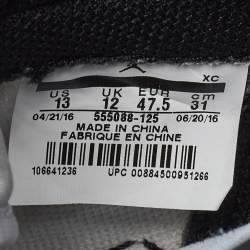 XC
US UK EUR cm
13 12 47.5 31
04/21/16 555088-125 06/20/16
MADE IN CHINA
FABRIQUE EN CHINE
106641236 UPC 00884500951266